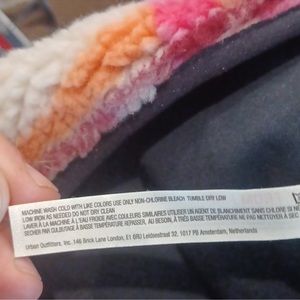 MACHINE WASH COLD WITH LIKE COLORS USE ONLY NON-CHLORINE BLEACH TUMBLE DRY LOW
LOW IRON AS NEEDED DO NOT DRY CLEAN
LAVER À LA MACHINE À L'EAU FROIDE AVEC COULEURS SIMILAIRES UTILISER UN AGENT DE BLANCHIMENT SANS CHLORE SI NÉ
SÉCHER PAR CULBUTAGE À BASSE TEMPÉRATURE REPASSER, AU BESOIN, À TRÈS BASSE TEMPÉRATURE NE PAS NETTOYER À SEC
Urban Outfitters, Inc. 146 Brick Lane London, E1 6RU Leidsestraat 32, 1017 PB Amsterdam, Netherlands